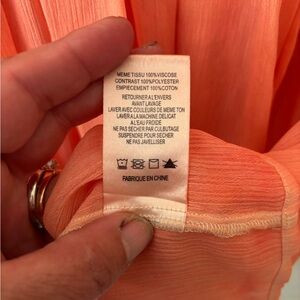 MEME TISSU 100%VISCOSE
CONTRAST 100%POLYESTER
EMPIECEMENT 100%COTON
RETOURNER A L'ENVERS
AVANT LAVAGE
LAVER AVEC COULEURS DE MEME TON
LAVER A LA MACHINE DELICAT
A L'EAU FROIDE
NE PAS SECHER PAR CULBUTAGE
SUSPENDRE POUR SECHER
NE PAS JAVELLISER
FABRIQUE EN CHINE